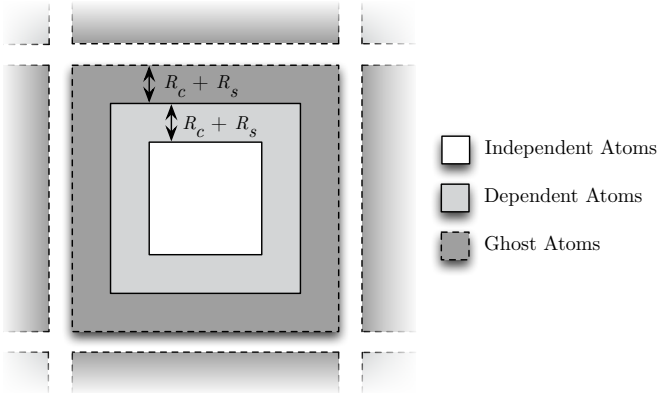 R_c + R_s
R_c + R_s
Independent Atoms
Dependent Atoms
Ghost Atoms